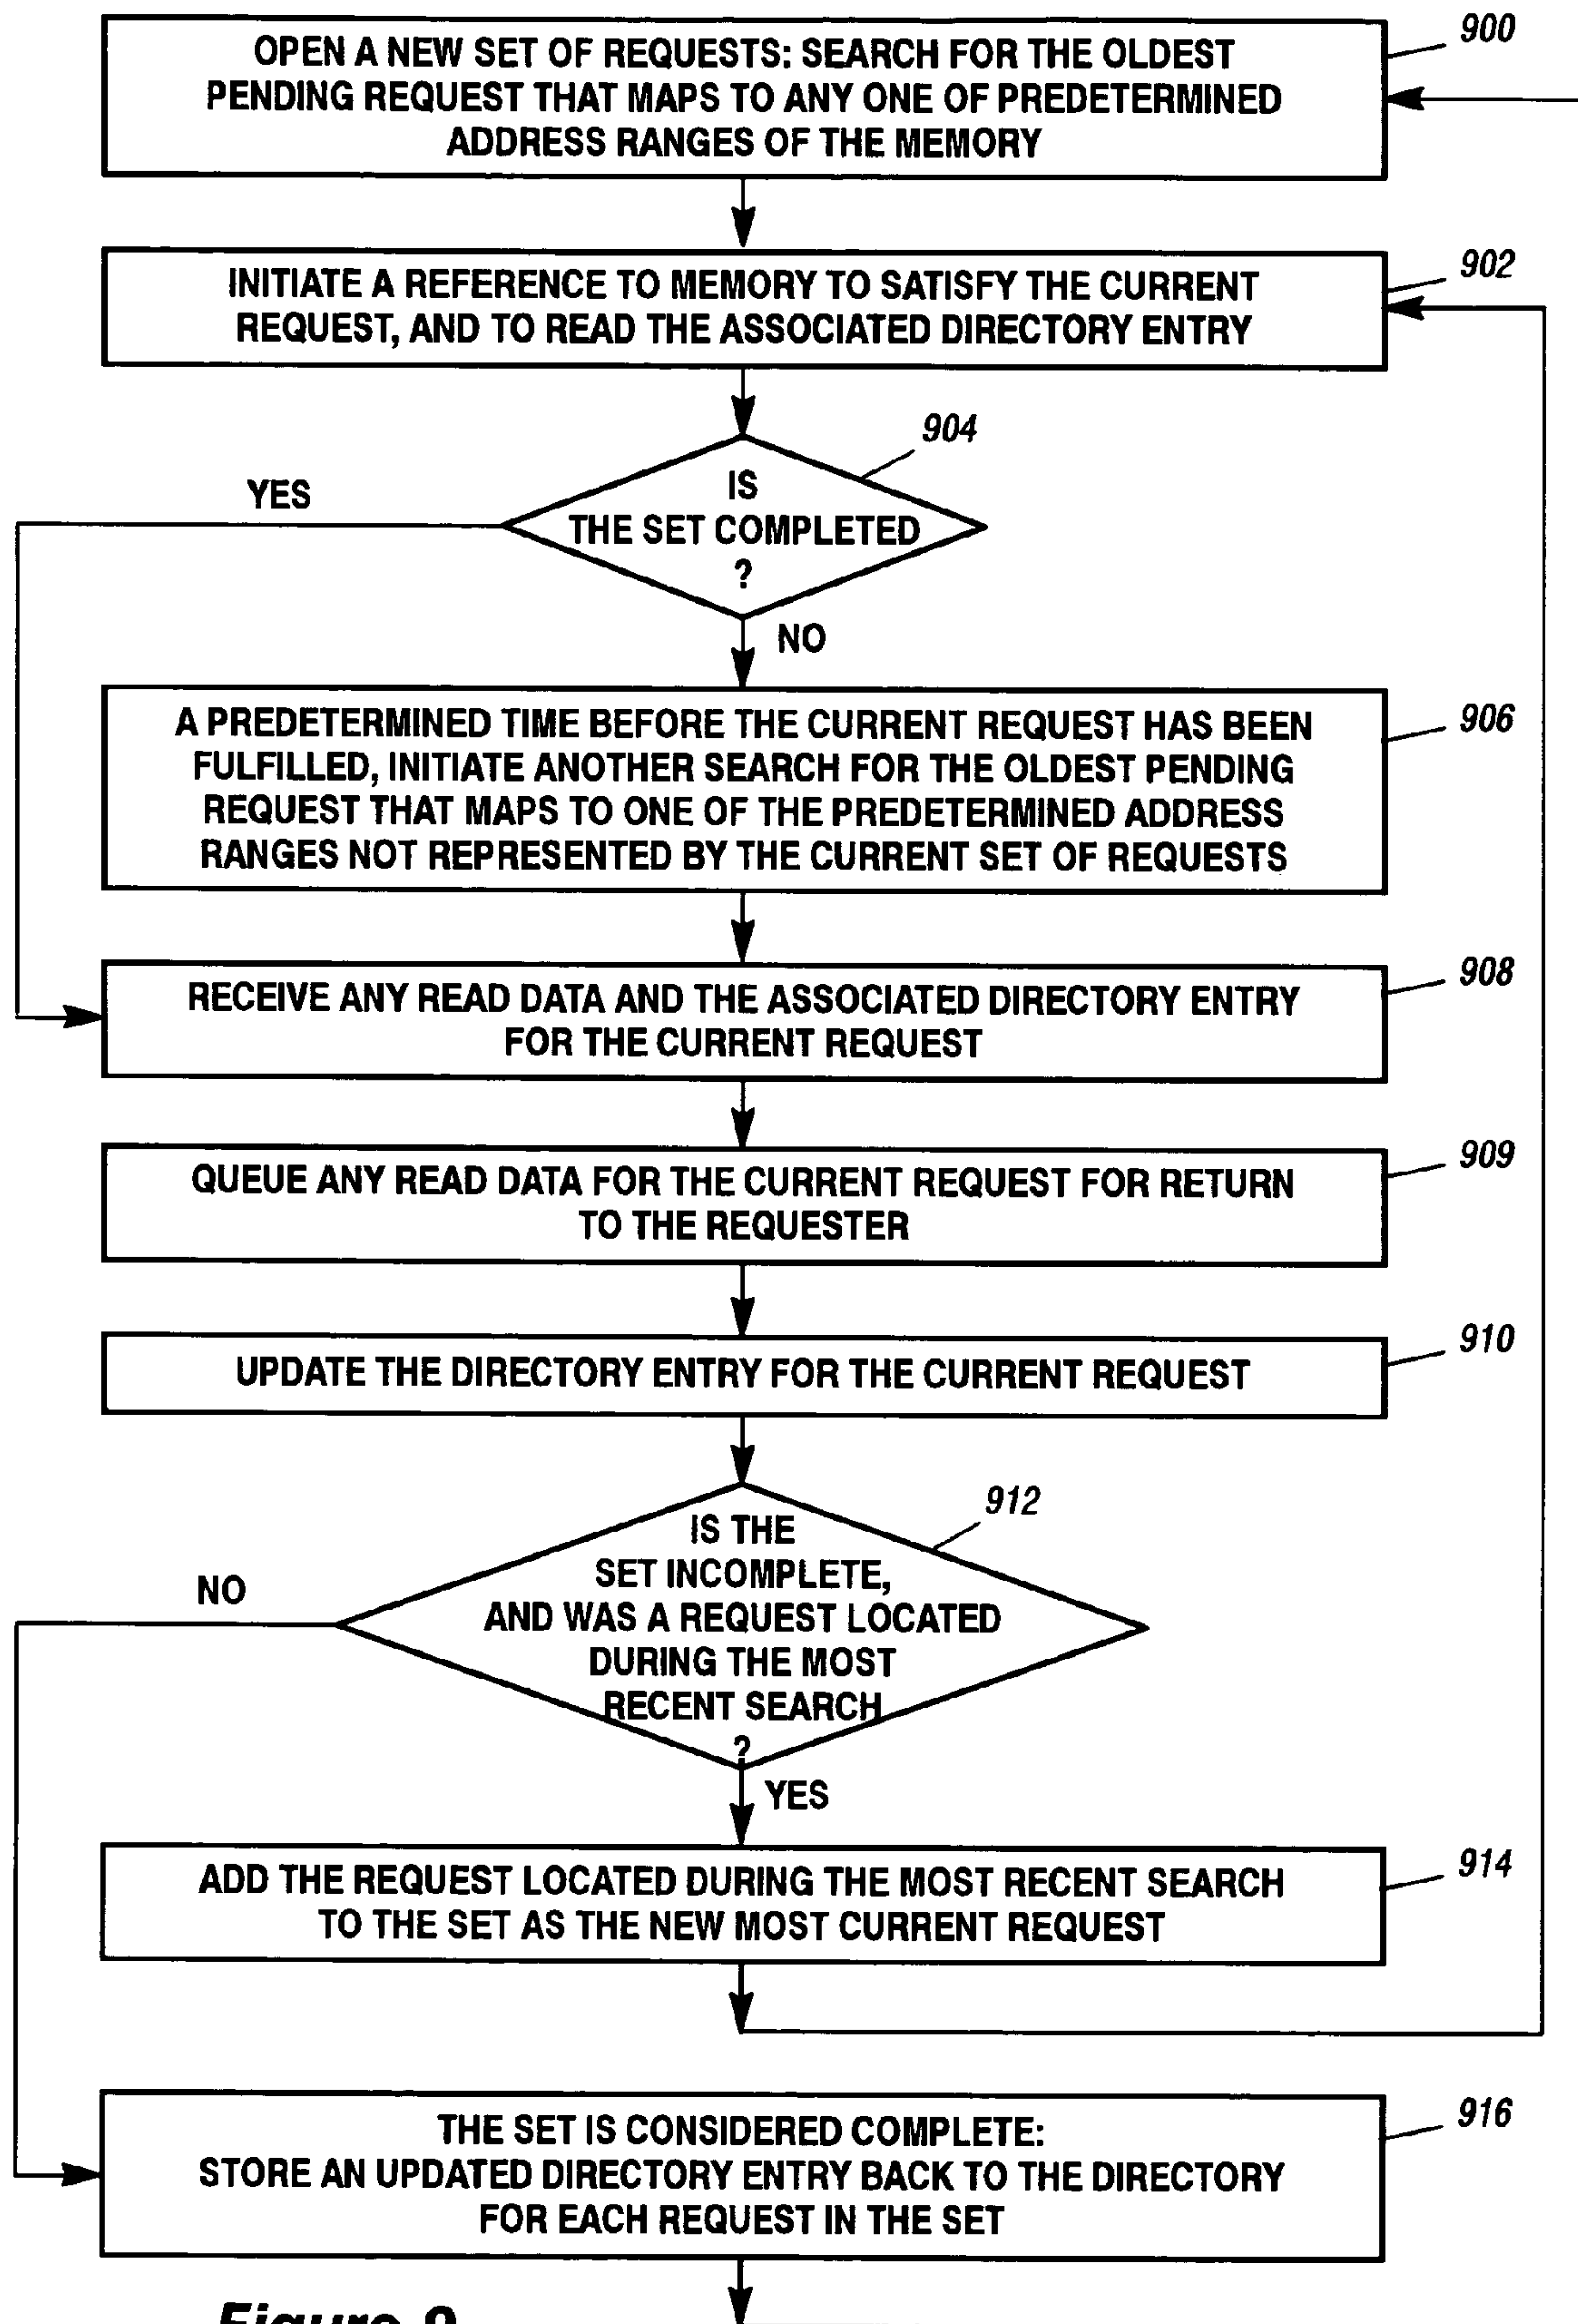 900
OPEN A NEW SET OF REQUESTS: SEARCH FOR THE OLDEST
PENDING REQUEST THAT MAPS TO ANY ONE OF PREDETERMINED
ADDRESS RANGES OF THE MEMORY
902
INITIATE A REFERENCE TO MEMORY TO SATISFY THE CURRENT
REQUEST, AND TO READ THE ASSOCIATED DIRECTORY ENTRY
904
YES
IS
THE SET COMPLETED
?
NO
906
A PREDETERMINED TIME BEFORE THE CURRENT REQUEST HAS BEEN
FULFILLED, INITIATE ANOTHER SEARCH FOR THE OLDEST PENDING
REQUEST THAT MAPS TO ONE OF THE PREDETERMINED ADDRESS
RANGES NOT REPRESENTED BY THE CURRENT SET OF REQUESTS
908
RECEIVE ANY READ DATA AND THE ASSOCIATED DIRECTORY ENTRY
FOR THE CURRENT REQUEST
909
QUEUE ANY READ DATA FOR THE CURRENT REQUEST FOR RETURN
TO THE REQUESTER
910
UPDATE THE DIRECTORY ENTRY FOR THE CURRENT REQUEST
912
IS THE
SET INCOMPLETE,
NO
AND WAS A REQUEST LOCATED
DURING THE MOST
RECENT SEARCH
?
YES
914
ADD THE REQUEST LOCATED DURING THE MOST RECENT SEARCH
TO THE SET AS THE NEW MOST CURRENT REQUEST
916
THE SET IS CONSIDERED COMPLETE:
STORE AN UPDATED DIRECTORY ENTRY BACK TO THE DIRECTORY
FOR EACH REQUEST IN THE SET
Figure 9